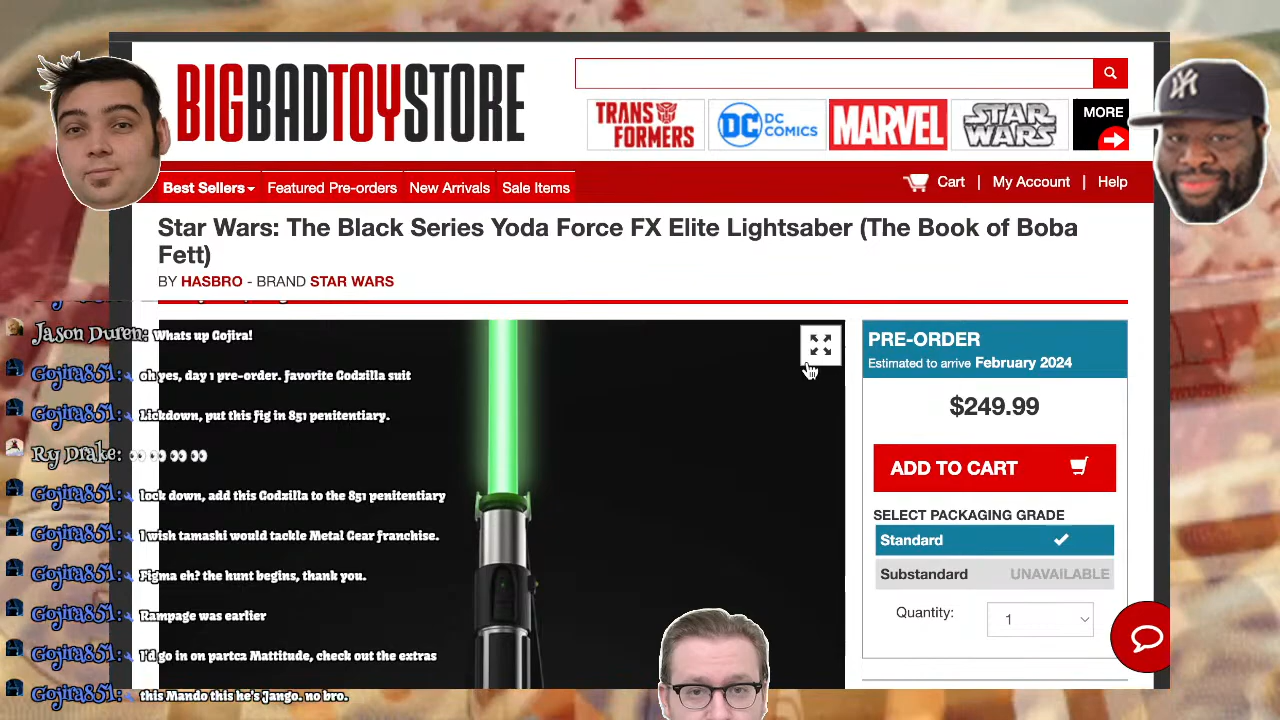 BIGBADTOYSTORE
TRANSFORMERS
DC DC COMICS
MARVEL
STAR WARS
MORE
Best Sellers
Featured Pre-orders
New Arrivals
Sale Items
Cart | My Account | Help
Star Wars: The Black Series Yoda Force FX Elite Lightsaber (The Book of Boba
Fett)
BY HASBRO - BRAND STAR WARS
Jason Duren: Whats up Gojira!
Gojira851: oh yes, day 1 pre-order. favorite Godzilla suit
Gojira851: Lickdown, put this fig in 851 penitentiary.
Ry Drake: 👀 👀 👀 👀
Gojira851: lock down, add this Godzilla to the 851 penitentiary
Gojira851: I wish tamashi would tackle Metal Gear franchise.
Gojira851: Figma eh? the hunt begins, thank you.
Gojira851: Rampage was earlier
Gojira851: I'd go in on partca Mattitude, check out the extras
Gojira851: this Mando this he's Jango. no bro.
PRE-ORDER
Estimated to arrive February 2024
$249.99
ADD TO CART
SELECT PACKAGING GRADE
Standard
Substandard UNAVAILABLE
Quantity: 1